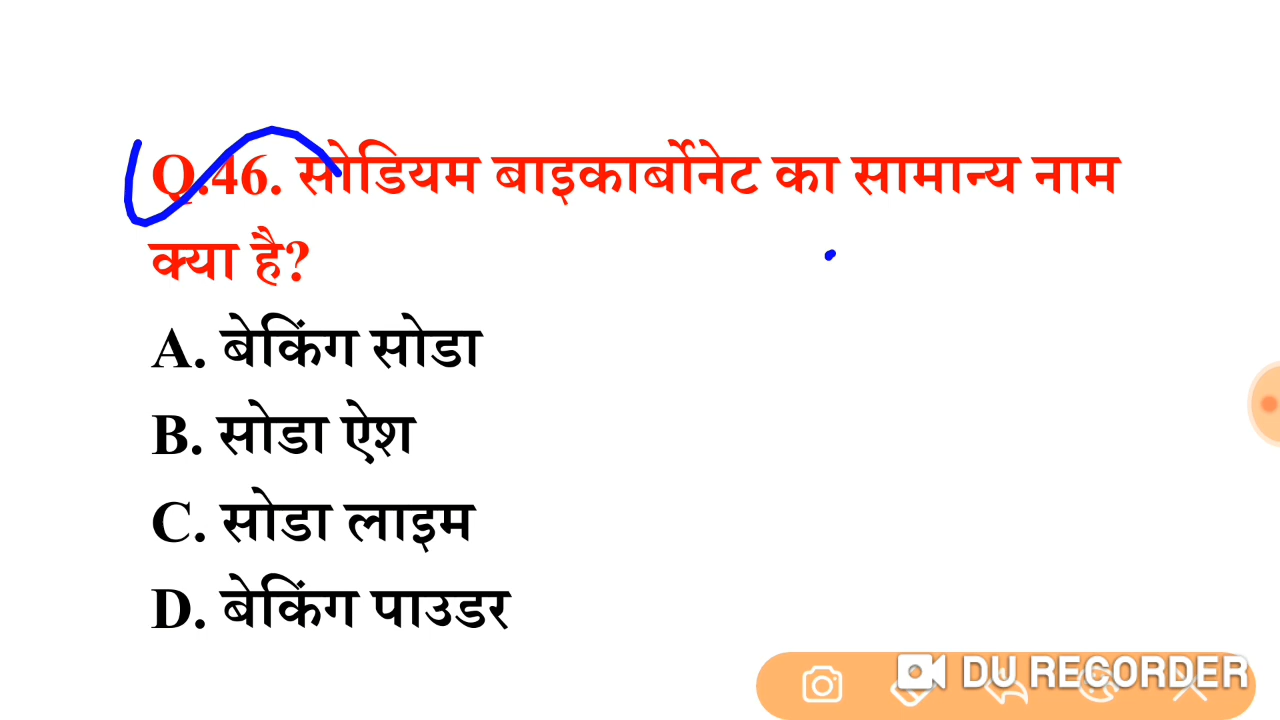 Q.46. सोडियम बाइकार्बोनेट का सामान्य नाम
क्या है?
A. बेकिंग सोडा
B. सोडा ऐश
C. सोडा लाइम
D. बेकिंग पाउडर
DU RECORDER